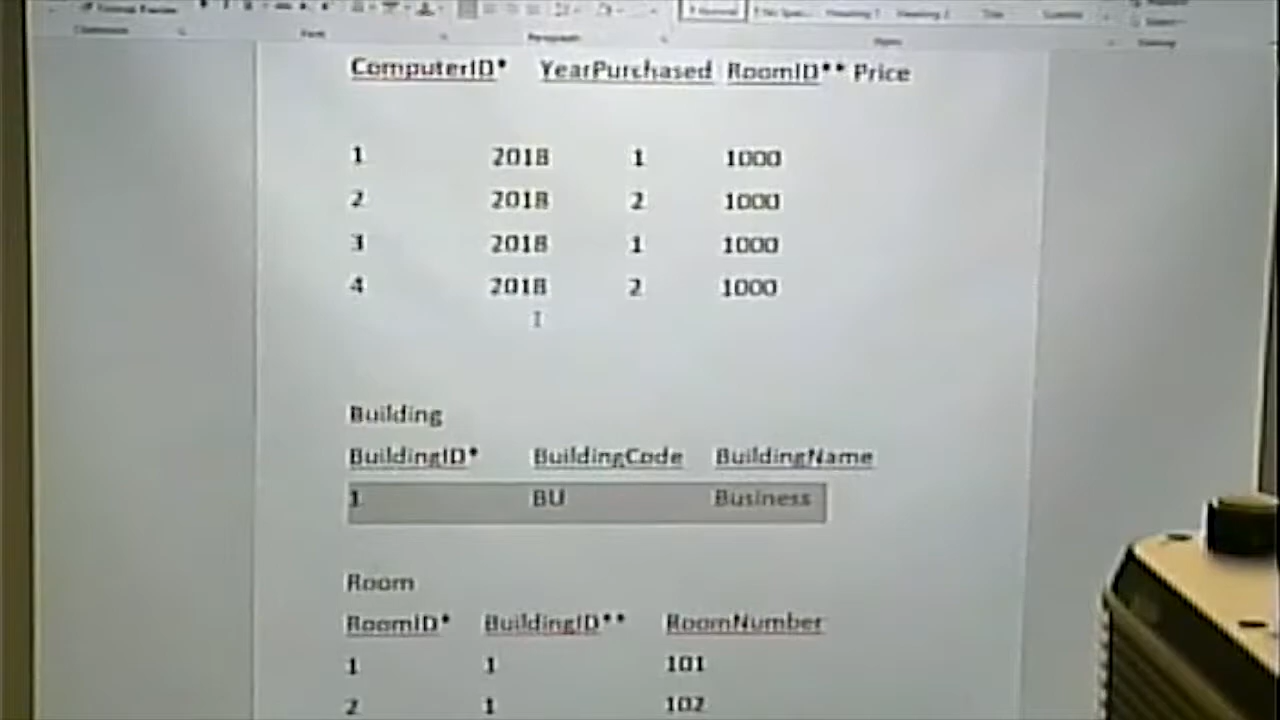 ComputerID* YearPurchased RoomID** Price
1 2018 1 1000
2 2018 2 1000
3 2018 1 1000
4 2018 2 1000
Building
BuildingID* BuildingCode BuildingName
1 BU Business
Room
RoomID* BuildingID** RoomNumber
1 1 101
2 1 102